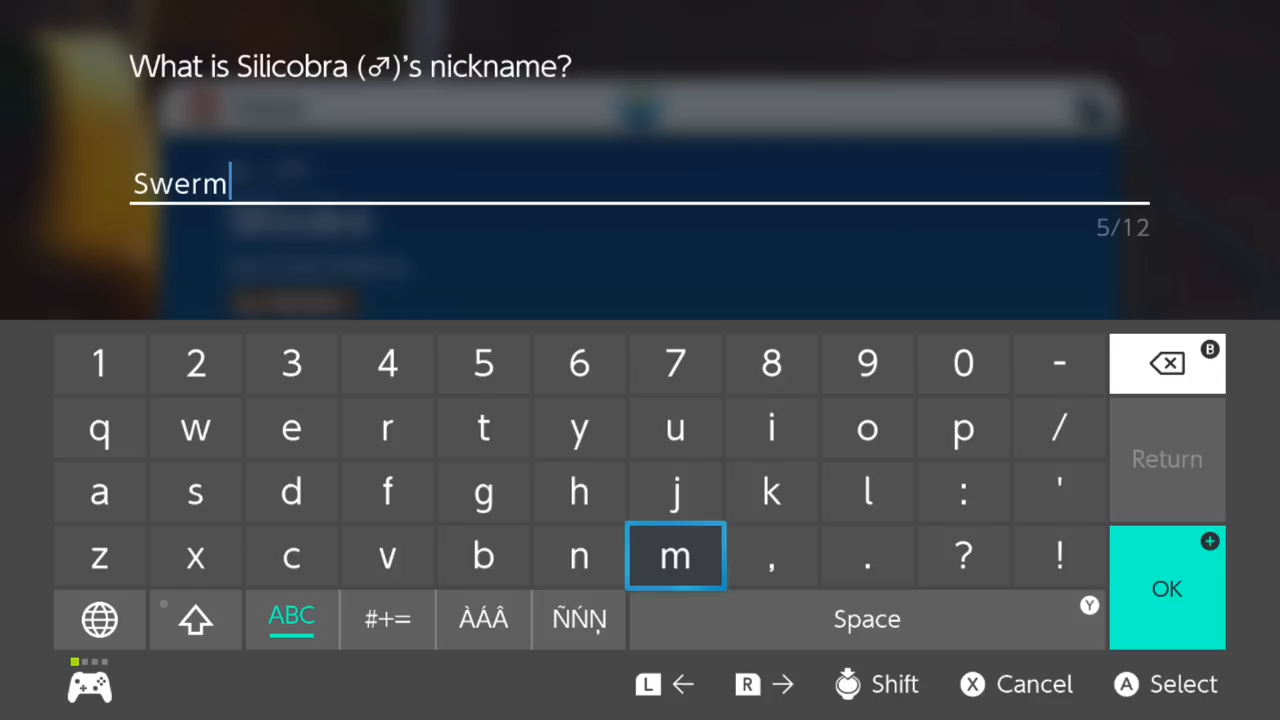 What is Silicobra (♂)'s nickname?
Swerm
5/12
1 2 3 4 5 6 7 8 9 0 - B
q w e r t y u i o p / Return
a s d f g h j k l : '
z x c v b n m , . ? ! + OK
ABC #+= ÀÁÂ ÑŃŅ Space Y
L ← R → Shift X Cancel A Select